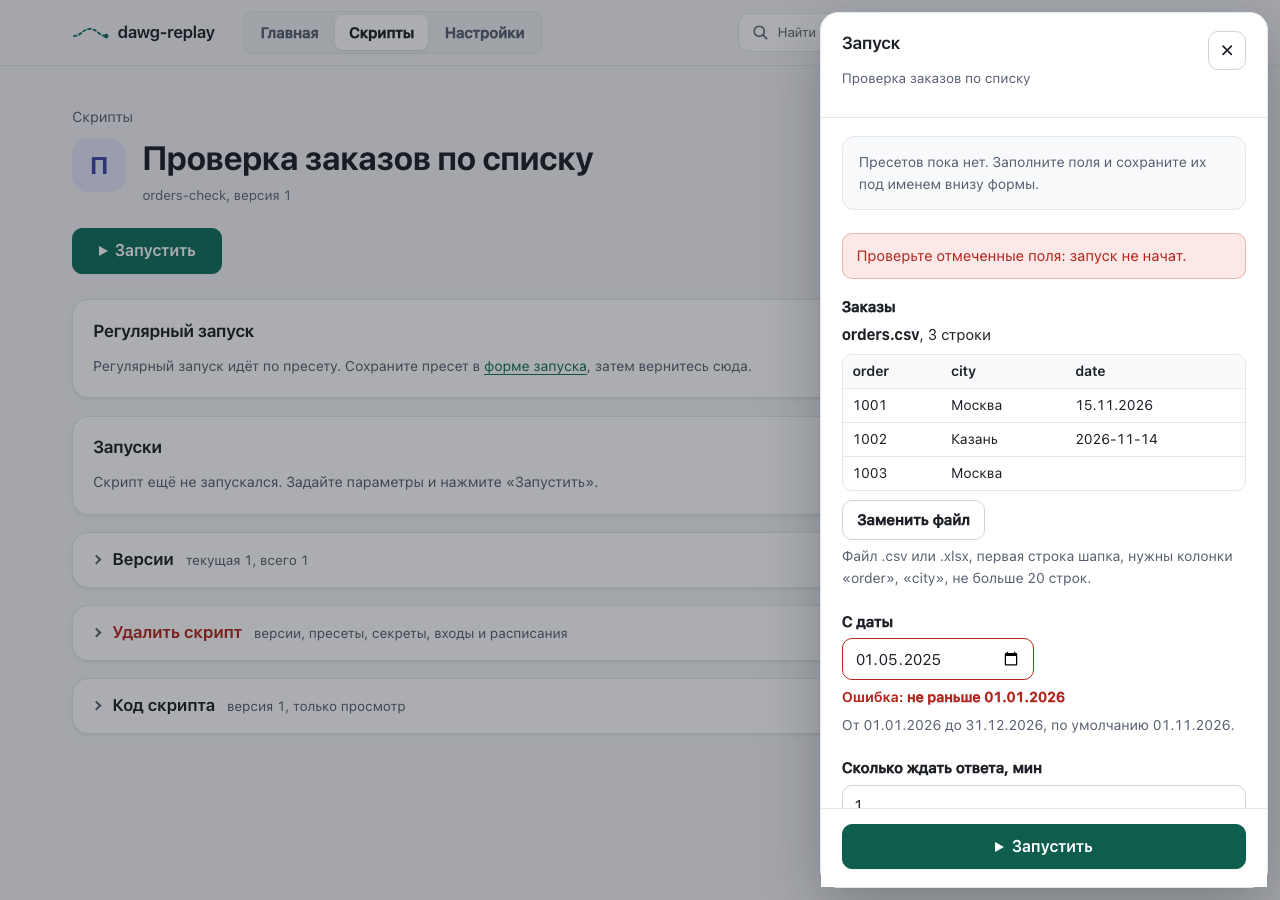 dawg-replay
Главная
Скрипты
Настройки
Найти
Скрипты
П
Проверка заказов по списку
orders-check, версия 1
Запустить
Регулярный запуск
Регулярный запуск идёт по пресету. Сохраните пресет в форме запуска, затем вернитесь сюда.
Запуски
Скрипт ещё не запускался. Задайте параметры и нажмите «Запустить».
Версии текущая 1, всего 1
Удалить скрипт версии, пресеты, секреты, входы и расписания
Код скрипта версия 1, только просмотр
Запуск
Проверка заказов по списку
Пресетов пока нет. Заполните поля и сохраните их
под именем внизу формы.
Проверьте отмеченные поля: запуск не начат.
Заказы
orders.csv, 3 строки
order city date
1001 Москва 15.11.2026
1002 Казань 2026-11-14
1003 Москва
Заменить файл
Файл .csv или .xlsx, первая строка шапка, нужны колонки
«order», «city», не больше 20 строк.
С даты
01.05.2025
Ошибка: не раньше 01.01.2026
От 01.01.2026 до 31.12.2026, по умолчанию 01.11.2026.
Сколько ждать ответа, мин
1
Запустить